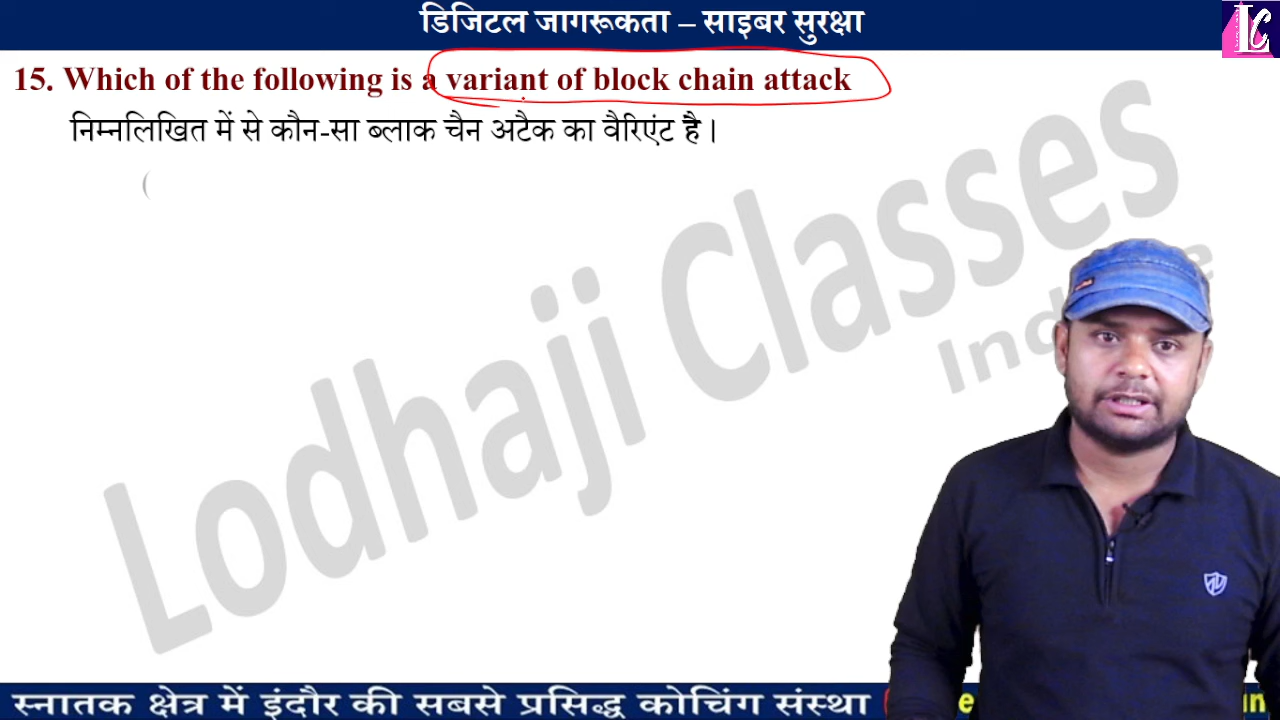 डिजिटल जागरूकता – साइबर सुरक्षा
LC
15. Which of the following is a variant of block chain attack
निम्नलिखित में से कौन-सा ब्लाक चैन अटैक का वैरिएंट है।
(
Lodhaji Classes
स्नातक क्षेत्र में इंदौर की सबसे प्रसिद्ध कोचिंग संस्था